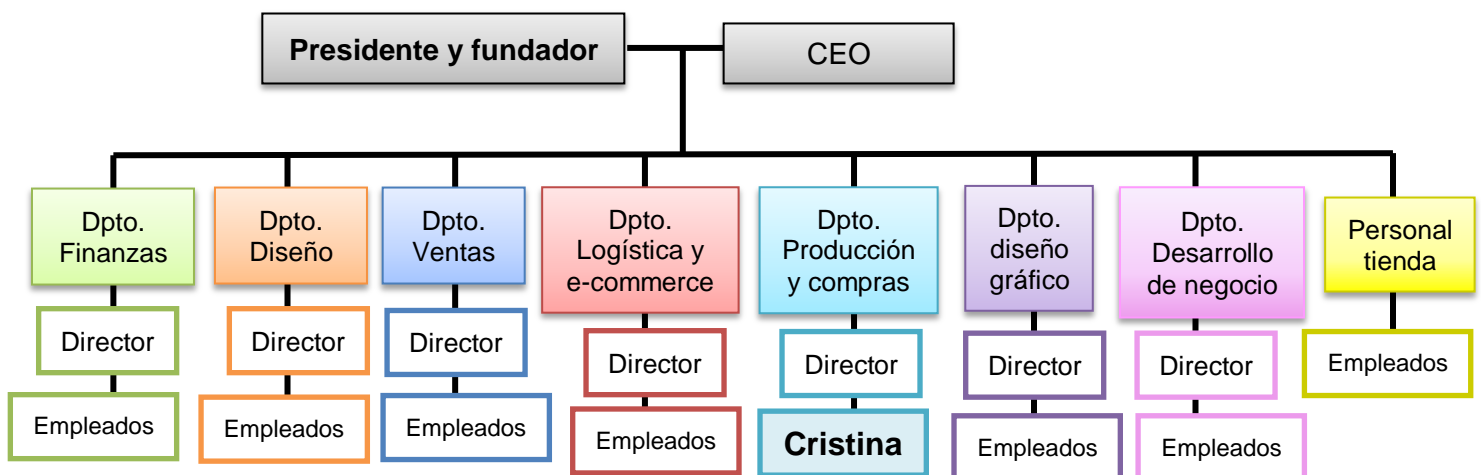 Presidente y fundador
CEO
Dpto.
Finanzas
Dpto.
Diseño
Dpto.
Ventas
Dpto.
Logística y
e-commerce
Dpto.
Producción
y compras
Dpto.
diseño
gráfico
Dpto.
Desarrollo
de negocio
Personal
tienda
Director
Director
Director
Director
Director
Director
Director
Empleados
Empleados
Empleados
Empleados
Empleados
Cristina
Empleados
Empleados